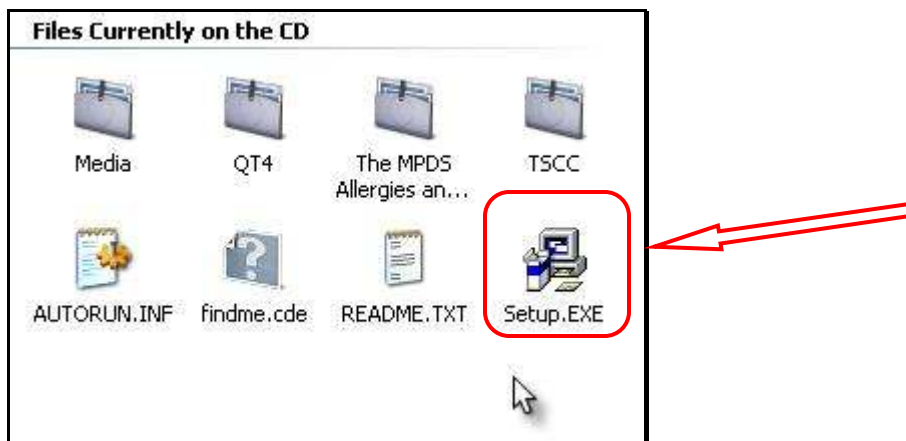 Files Currently on the CD
Media
QT4
The MPDS
Allergies an...
TSCC
AUTORUN.INF
findme.cde
README.TXT
Setup.EXE